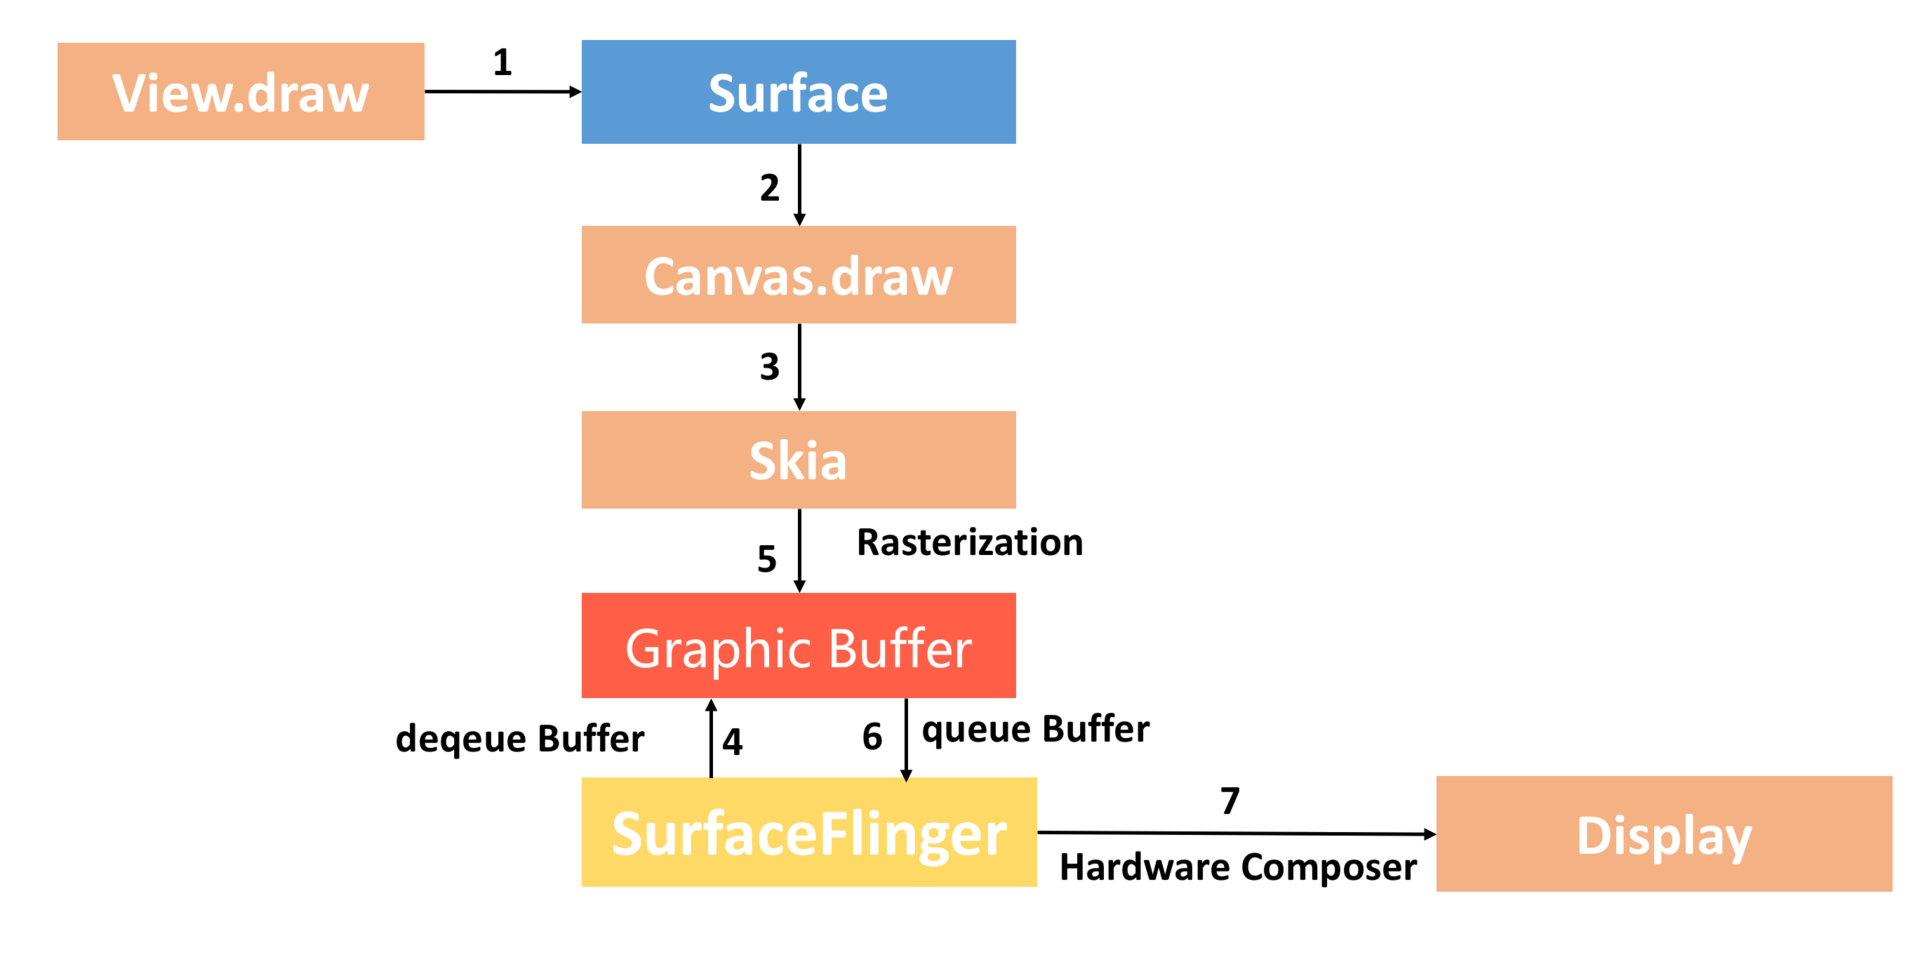 View.draw
1
Surface
2
Canvas.draw
3
Skia
5
Rasterization
Graphic Buffer
deqeue Buffer
4
6
queue Buffer
SurfaceFlinger
7
Hardware Composer
Display